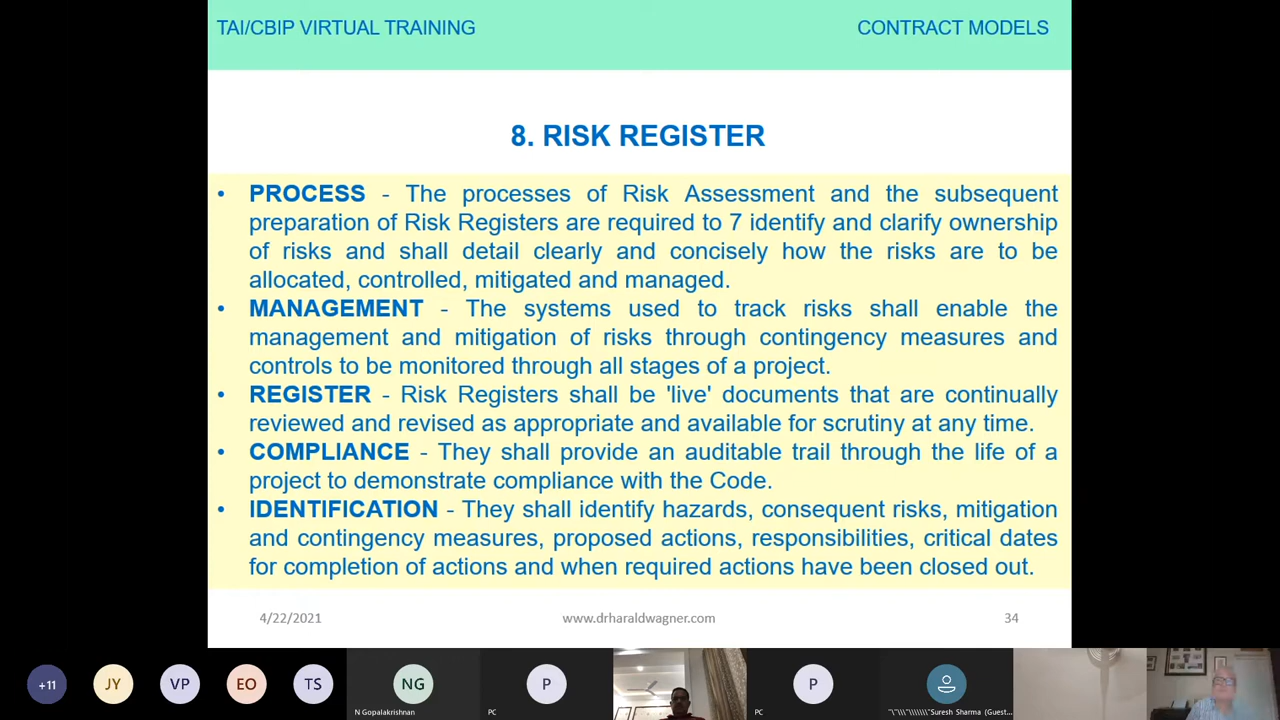 TAI/CBIP VIRTUAL TRAINING
CONTRACT MODELS
8. RISK REGISTER
• PROCESS - The processes of Risk Assessment and the subsequent
preparation of Risk Registers are required to 7 identify and clarify ownership
of risks and shall detail clearly and concisely how the risks are to be
allocated, controlled, mitigated and managed.
• MANAGEMENT - The systems used to track risks shall enable the
management and mitigation of risks through contingency measures and
controls to be monitored through all stages of a project.
• REGISTER - Risk Registers shall be 'live' documents that are continually
reviewed and revised as appropriate and available for scrutiny at any time.
• COMPLIANCE - They shall provide an auditable trail through the life of a
project to demonstrate compliance with the Code.
• IDENTIFICATION - They shall identify hazards, consequent risks, mitigation
and contingency measures, proposed actions, responsibilities, critical dates
for completion of actions and when required actions have been closed out.
4/22/2021
www.drharaldwagner.com
34
+11
JY
VP
EO
TS
NG
N Gopalakrishnan
P
PC
P
PC
Suresh Sharma (Guest...